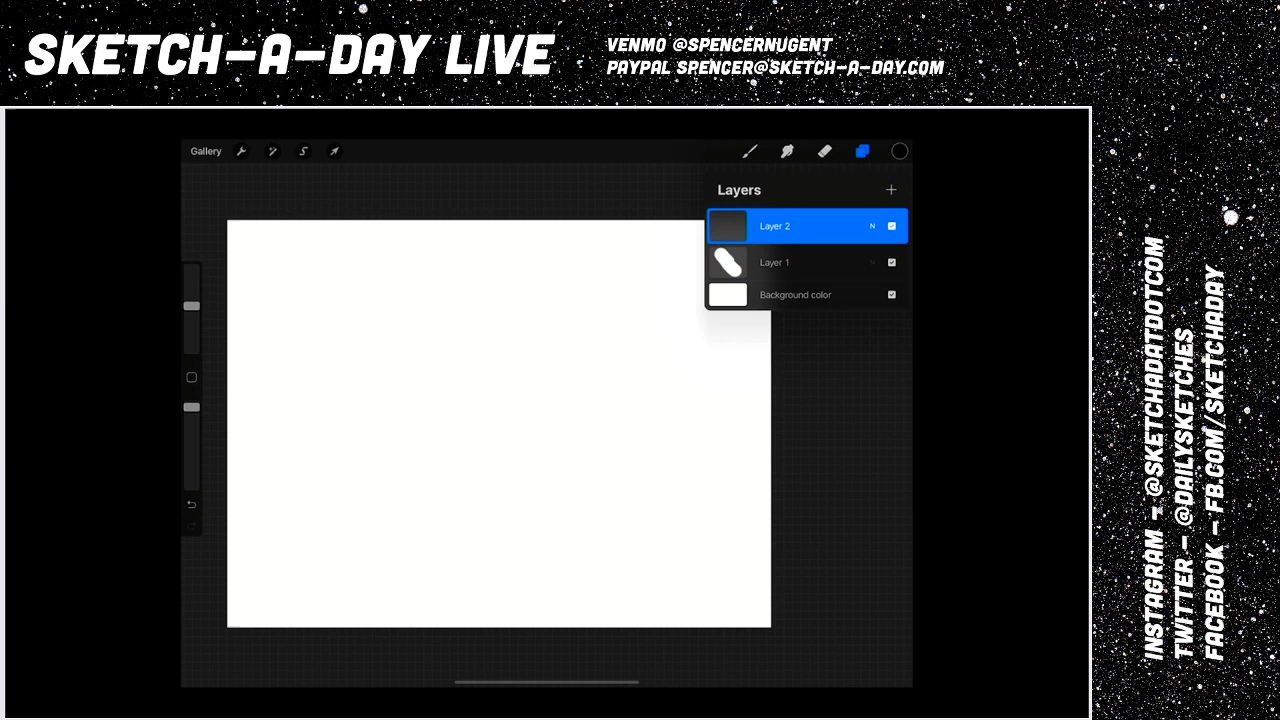 SKETCH-A-DAY LIVE
VENMO @SPENCERNUGENT
PAYPAL SPENCER@SKETCH-A-DAY.COM
Gallery
Layers
Layer 2 N
Layer 1 N
Background color
INSTAGRAM - @SKETCHADAYDOTCOM
TWITTER - @DAILYSKETCHES
FACEBOOK - FB.COM/SKETCHADAY